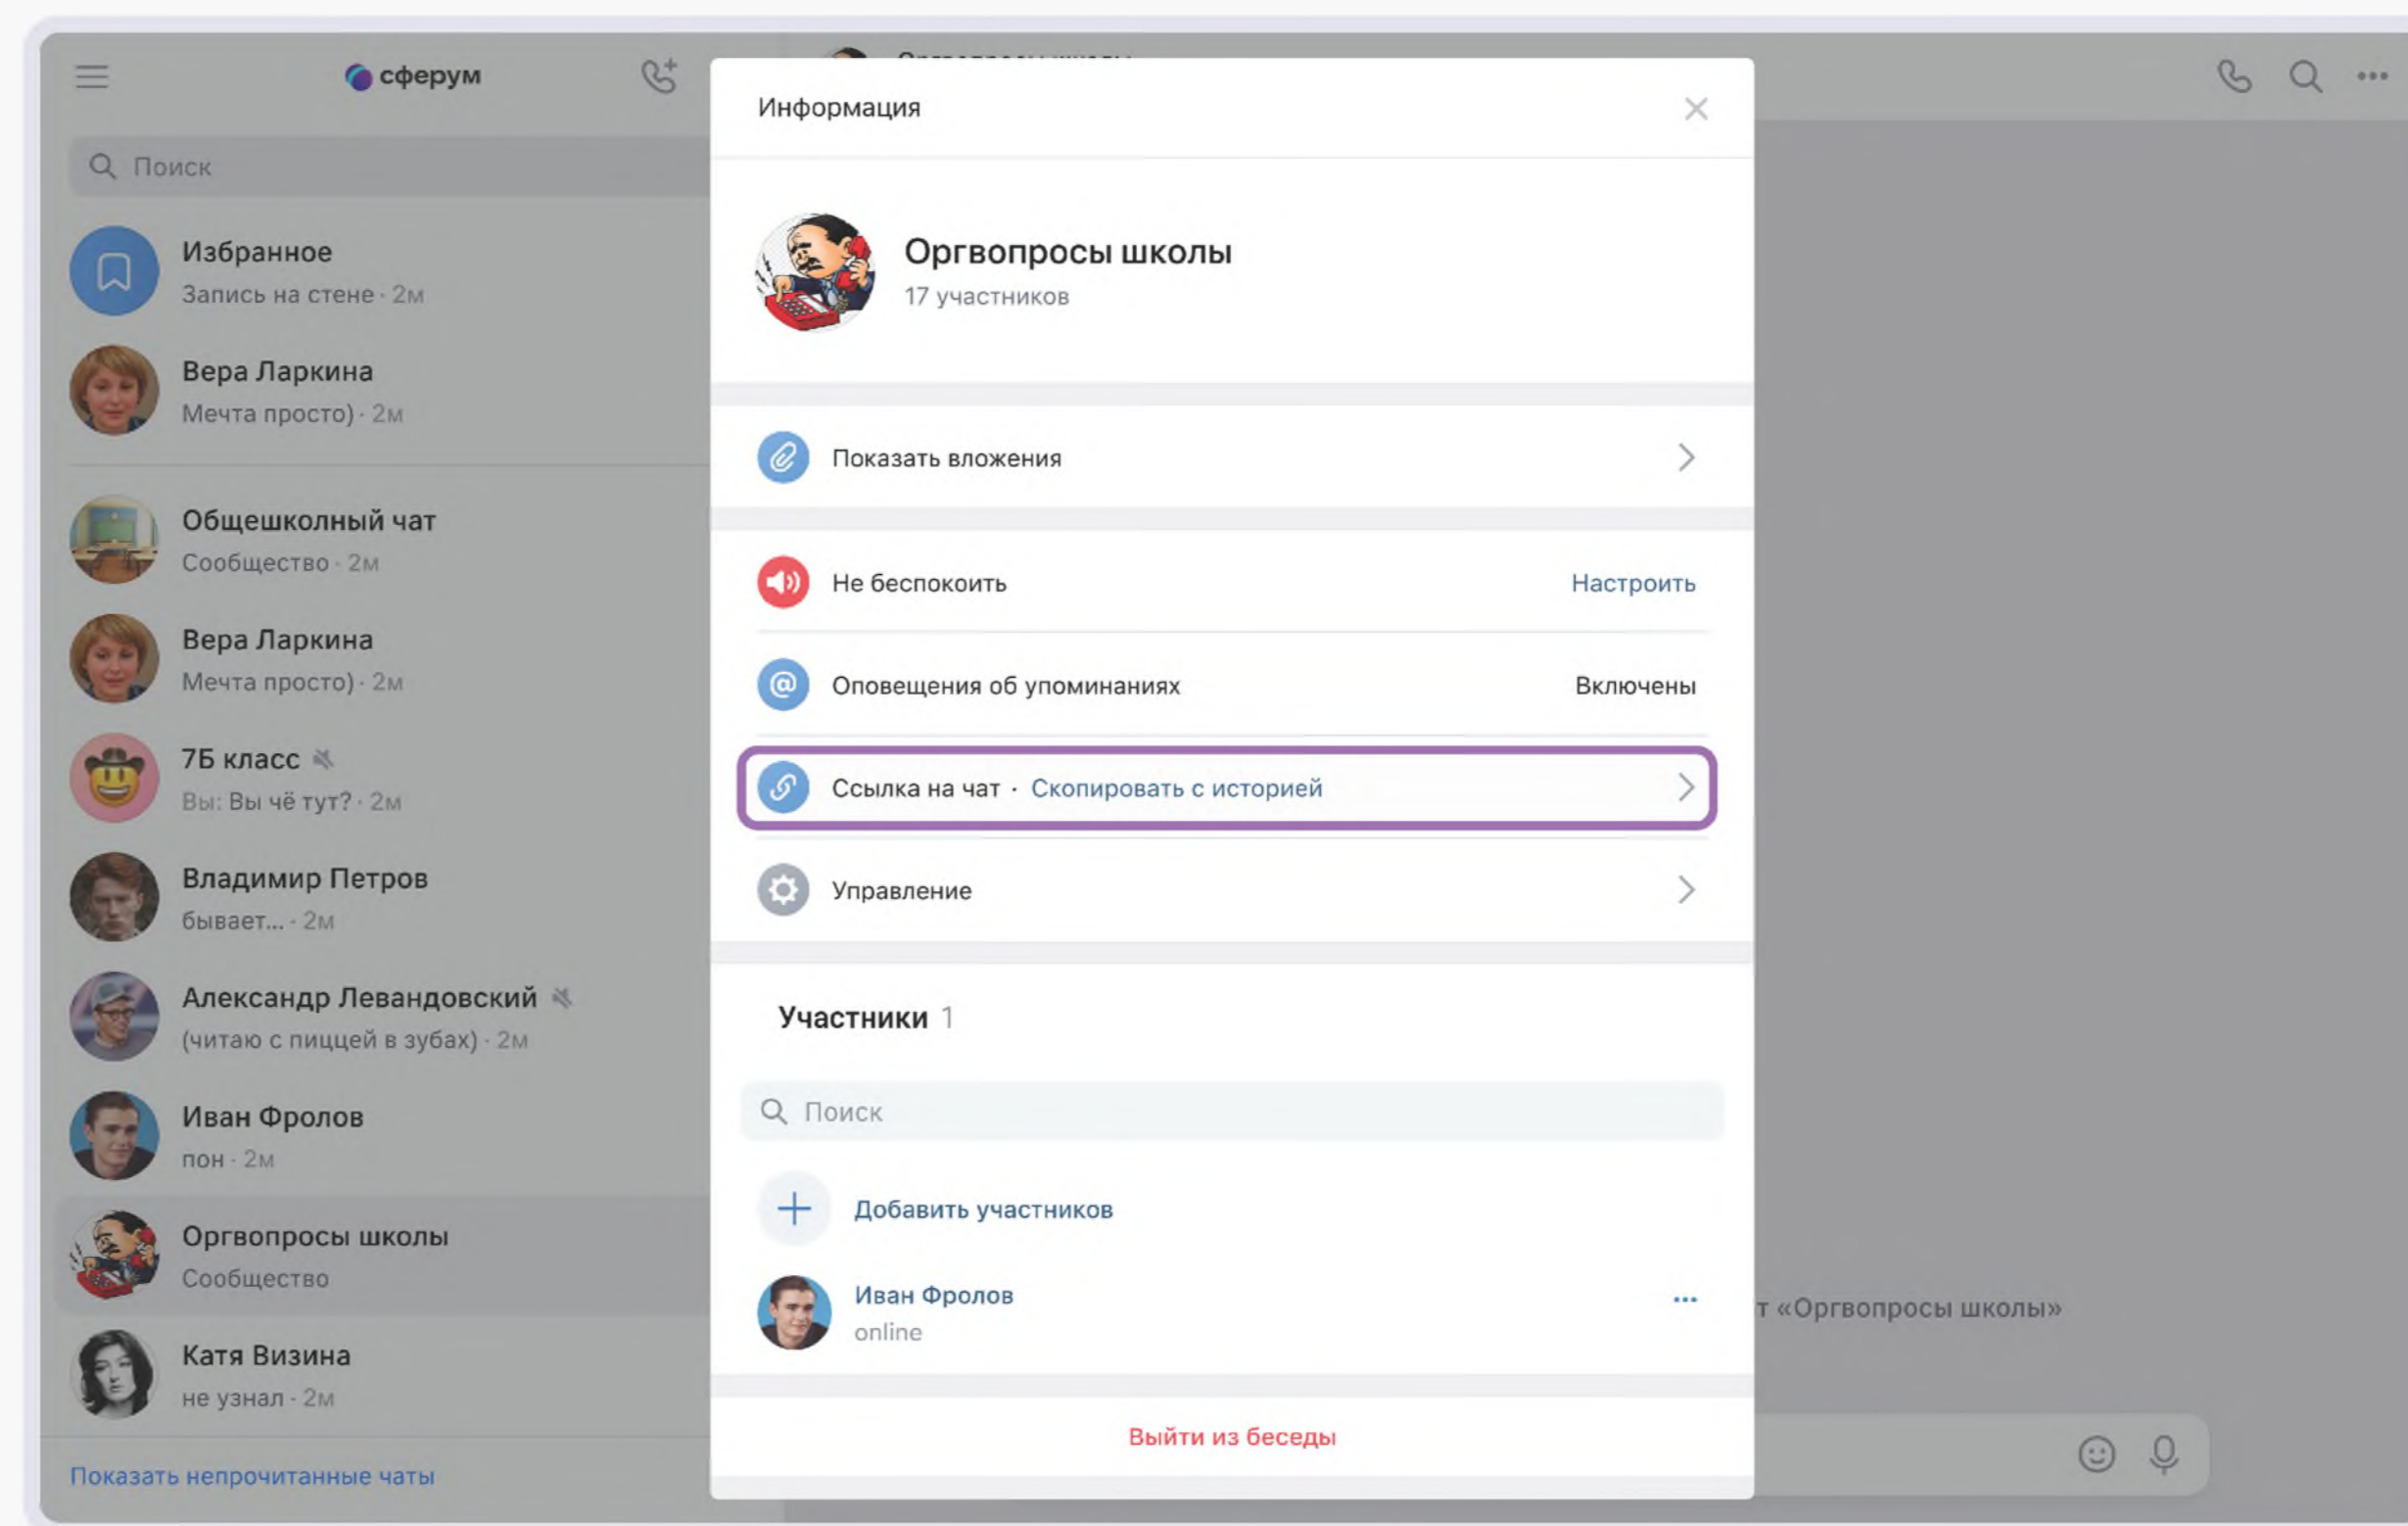 сферум
Поиск
Избранное
Запись на стене · 2м
Вера Ларкина
Мечта просто) · 2м
Общешколный чат
Сообщество · 2м
Вера Ларкина
Мечта просто) · 2м
7Б класс
Вы: Вы чё тут? · 2м
Владимир Петров
бывает... · 2м
Александр Левандовский
(читаю с пиццей в зубах) · 2м
Иван Фролов
пон · 2м
Оргвопросы школы
Сообщество
Катя Визина
не узнал · 2м
Показать непрочитанные чаты
Оргвопросы школы
Информация
Оргвопросы школы
17 участников
Показать вложения
Не беспокоить Настроить
@ Оповещения об упоминаниях Включены
Ссылка на чат · Скопировать с историей
Управление
Участники 1
Поиск
Добавить участников
Иван Фролов
online
Выйти из беседы
т «Оргвопросы школы»